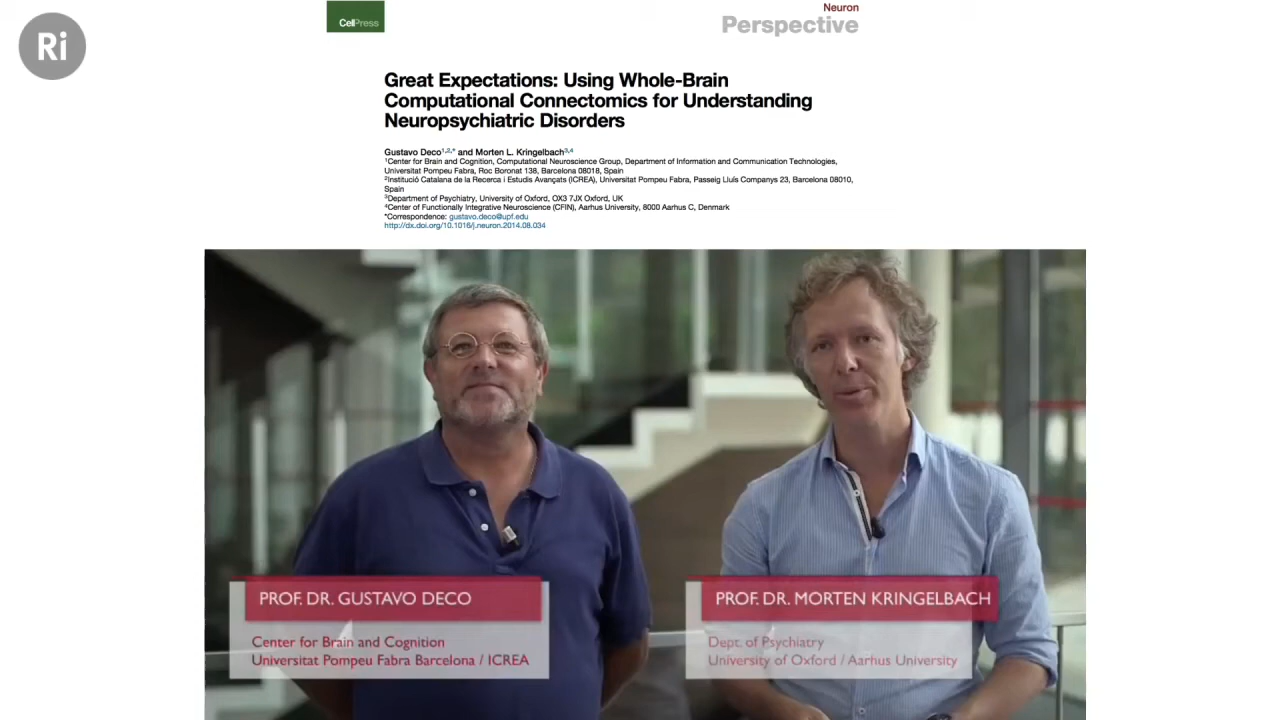 Ri
CellPress
Neuron
Perspective
Great Expectations: Using Whole-Brain
Computational Connectomics for Understanding
Neuropsychiatric Disorders
Gustavo Deco1,2,* and Morten L. Kringelbach3,4
1Center for Brain and Cognition, Computational Neuroscience Group, Department of Information and Communication Technologies,
Universitat Pompeu Fabra, Roc Boronat 138, Barcelona 08018, Spain
2Institució Catalana de la Recerca i Estudis Avançats (ICREA), Universitat Pompeu Fabra, Passeig Lluís Companys 23, Barcelona 08010,
Spain
3Department of Psychiatry, University of Oxford, OX3 7JX Oxford, UK
4Center of Functionally Integrative Neuroscience (CFIN), Aarhus University, 8000 Aarhus C, Denmark
*Correspondence: gustavo.deco@upf.edu
http://dx.doi.org/10.1016/j.neuron.2014.08.034
PROF. DR. GUSTAVO DECO
Center for Brain and Cognition
Universitat Pompeu Fabra Barcelona / ICREA
PROF. DR. MORTEN KRINGELBACH
Dept. of Psychiatry
University of Oxford / Aarhus University